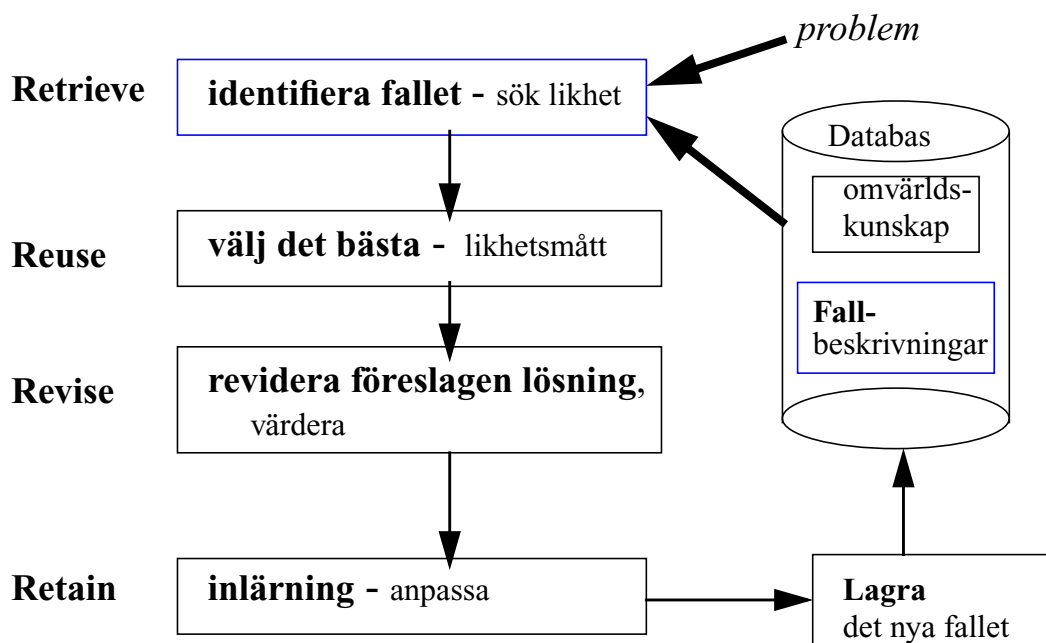 problem
Retrieve
identifiera fallet - sök likhet
Databas
omvärlds-
kunskap
Reuse
välj det bästa - likhetsmått
Fall-
beskrivningar
Revise
revidera föreslagen lösning,
värdera
Retain
inlärning - anpassa
Lagra
det nya fallet